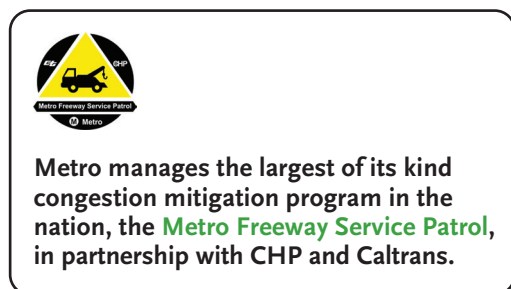 CHP
Metro Freeway Service Patrol
M Metro
Metro manages the largest of its kind
congestion mitigation program in the
nation, the Metro Freeway Service Patrol,
in partnership with CHP and Caltrans.